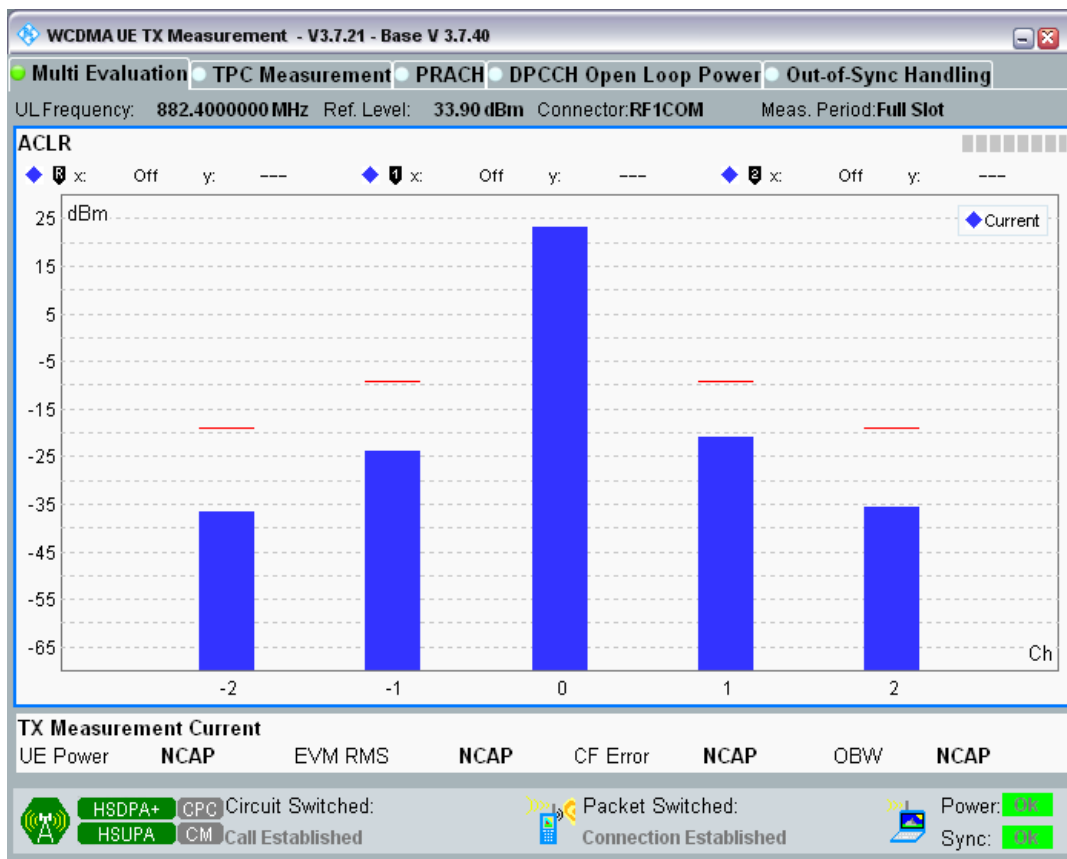 WCDMA UE TX Measurement - V3.7.21 - Base V 3.7.40
Multi Evaluation TPC Measurement PRACH DPCCH Open Loop Power Out-of-Sync Handling
UL Frequency: 882.4000000 MHz Ref. Level: 33.90 dBm Connector:RF1COM Meas. Period:Full Slot
ACLR
R x: Off y: --- 1 x: Off y: --- 2 x: Off y: ---
dBm
Current
25
15
5
-5
-15
-25
-35
-45
-55
-65
Ch
-2 -1 0 1 2
TX Measurement Current
UE Power NCAP EVM RMS NCAP CF Error NCAP OBW NCAP
HSDPA+ CPC Circuit Switched: Packet Switched: Power: OK
HSUPA CM Call Established Connection Established Sync: OK